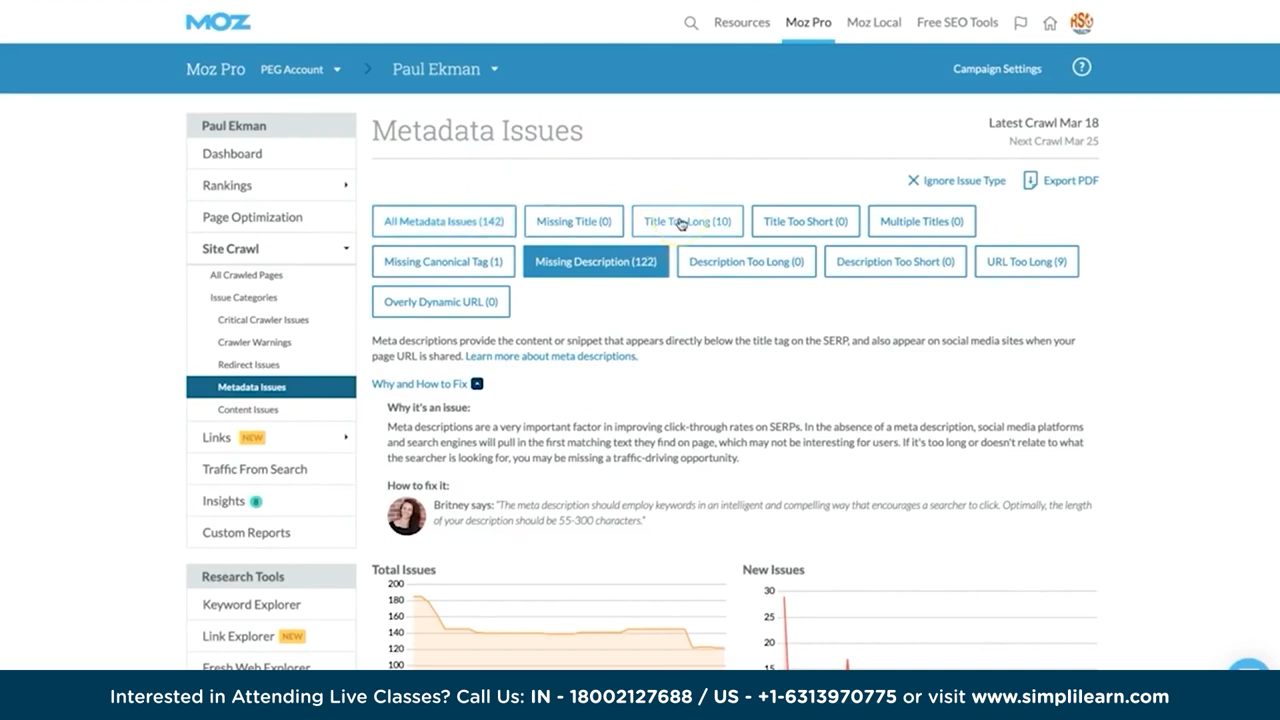 MOZ
Resources Moz Pro Moz Local Free SEO Tools
Moz Pro PEG Account Paul Ekman Campaign Settings ?
Paul Ekman
Dashboard
Rankings
Page Optimization
Site Crawl
All Crawled Pages
Issue Categories
Critical Crawler Issues
Crawler Warnings
Redirect Issues
Metadata Issues
Content Issues
Links NEW
Traffic From Search
Insights 8
Custom Reports
Research Tools
Keyword Explorer
Link Explorer NEW
Fresh Web Explorer
Metadata Issues
Latest Crawl Mar 18
Next Crawl Mar 25
Ignore Issue Type Export PDF
All Metadata Issues (142) Missing Title (0) Title Too Long (10) Title Too Short (0) Multiple Titles (0)
Missing Canonical Tag (1) Missing Description (122) Description Too Long (0) Description Too Short (0) URL Too Long (9)
Overly Dynamic URL (0)
Meta descriptions provide the content or snippet that appears directly below the title tag on the SERP, and also appear on social media sites when your
page URL is shared. Learn more about meta descriptions.
Why and How to Fix
Why it's an issue:
Meta descriptions are a very important factor in improving click-through rates on SERPs. In the absence of a meta description, social media platforms
and search engines will pull in the first matching text they find on page, which may not be interesting for users. If it's too long or doesn't relate to what
the searcher is looking for, you may be missing a traffic-driving opportunity.
How to fix it:
Britney says: "The meta description should employ keywords in an intelligent and compelling way that encourages a searcher to click. Optimally, the length
of your description should be 55-300 characters."
Total Issues
200
180
160
140
120
100
New Issues
30
25
20
15
Interested in Attending Live Classes? Call Us: IN - 18002127688 / US - +1-6313970775 or visit www.simplilearn.com